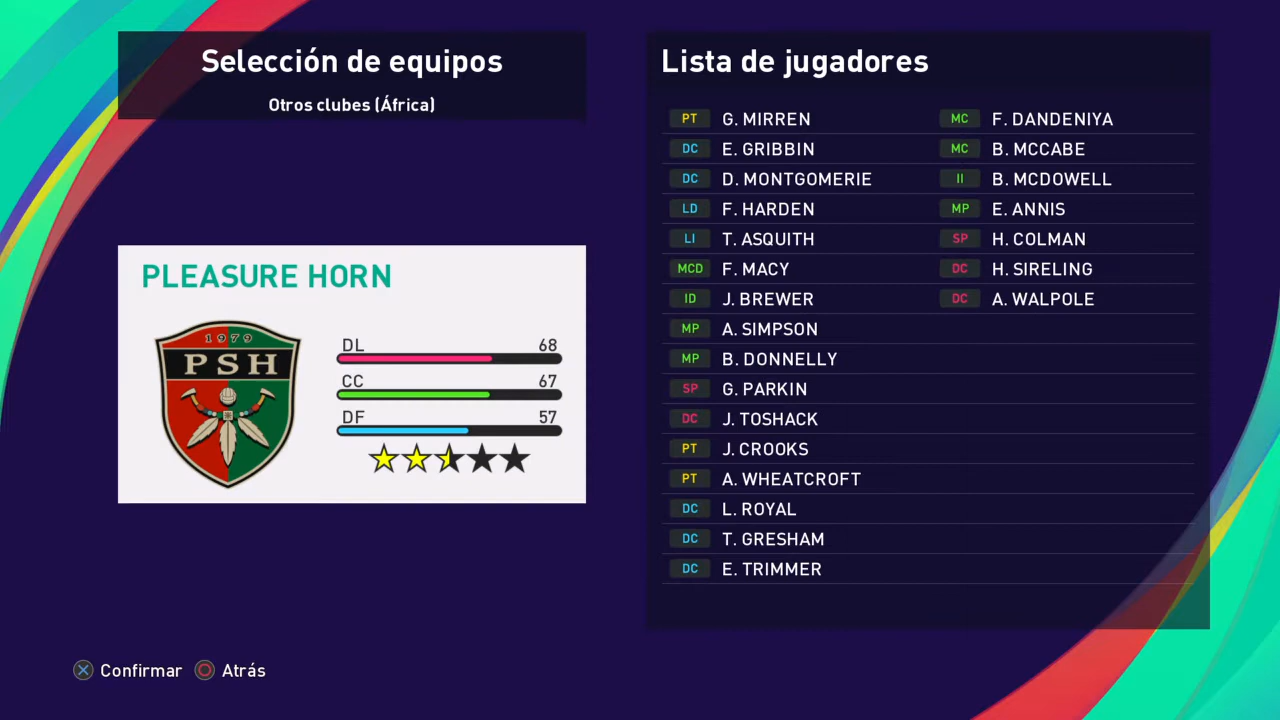 Selección de equipos
Otros clubes (África)
PLEASURE HORN
1979
PSH
DL 68
CC 67
DF 57
Lista de jugadores
PT G. MIRREN
DC E. GRIBBIN
DC D. MONTGOMERIE
LD F. HARDEN
LI T. ASQUITH
MCD F. MACY
ID J. BREWER
MP A. SIMPSON
MP B. DONNELLY
SP G. PARKIN
DC J. TOSHACK
PT J. CROOKS
PT A. WHEATCROFT
DC L. ROYAL
DC T. GRESHAM
DC E. TRIMMER
MC F. DANDENIYA
MC B. MCCABE
II B. MCDOWELL
MP E. ANNIS
SP H. COLMAN
DC H. SIRELING
DC A. WALPOLE
Confirmar Atrás